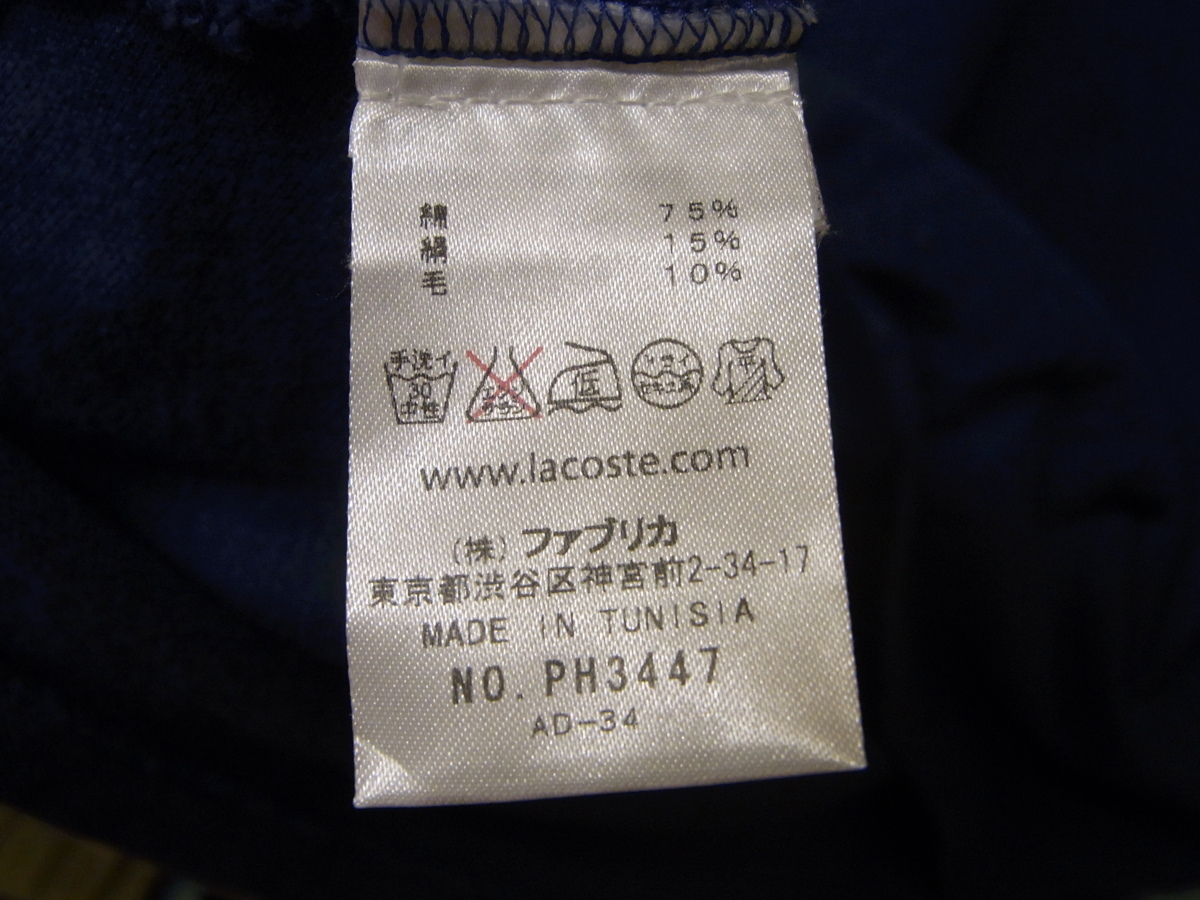 綿 75%
絹 15%
毛 10%
手洗イ 30 中性 低
www.lacoste.com
(株) ファブリカ
東京都渋谷区神宮前2-34-17
MADE IN TUNISIA
NO. PH3447
AD-34